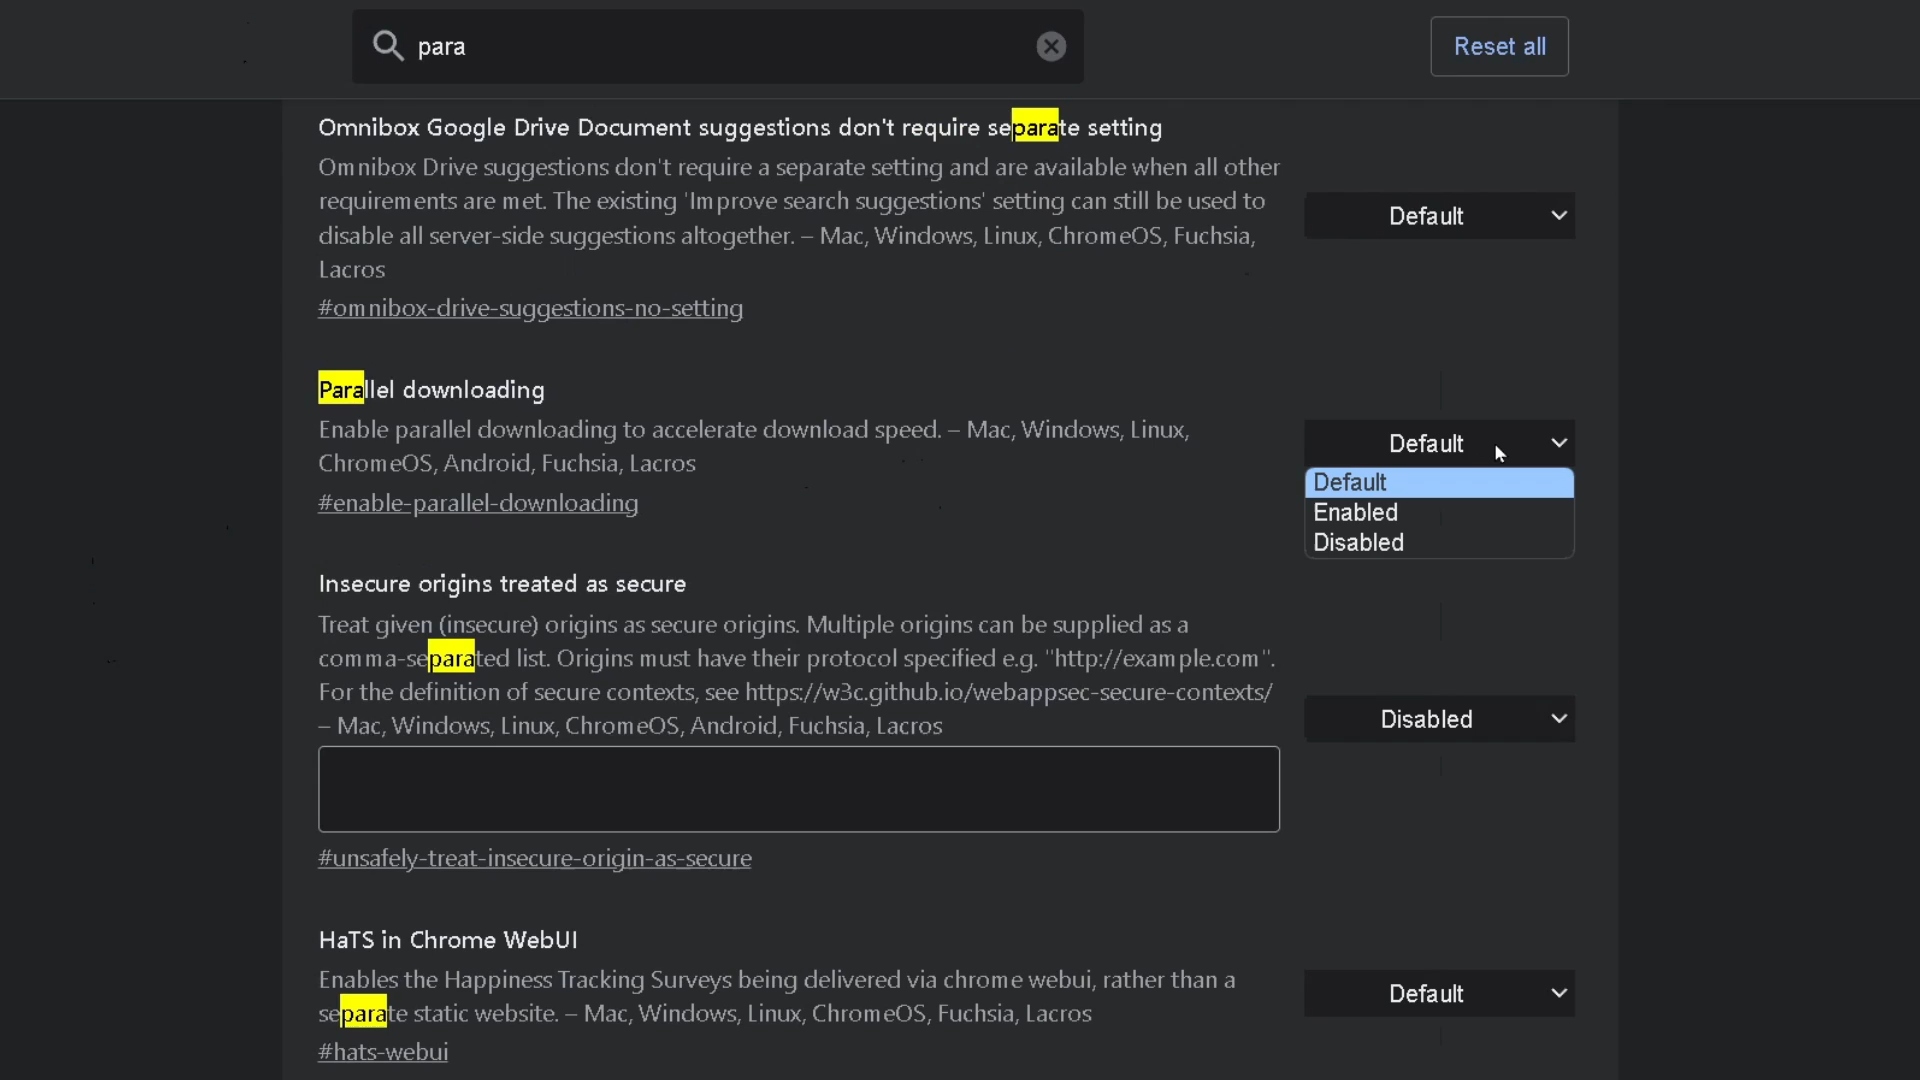 para
Reset all
Omnibox Google Drive Document suggestions don't require separate setting
Omnibox Drive suggestions don't require a separate setting and are available when all other
requirements are met. The existing 'Improve search suggestions' setting can still be used to
disable all server-side suggestions altogether. – Mac, Windows, Linux, ChromeOS, Fuchsia,
Lacros
#omnibox-drive-suggestions-no-setting
Default
Parallel downloading
Enable parallel downloading to accelerate download speed. – Mac, Windows, Linux,
ChromeOS, Android, Fuchsia, Lacros
#enable-parallel-downloading
Default
Default
Enabled
Disabled
Insecure origins treated as secure
Treat given (insecure) origins as secure origins. Multiple origins can be supplied as a
comma-separated list. Origins must have their protocol specified e.g. "http://example.com".
For the definition of secure contexts, see https://w3c.github.io/webappsec-secure-contexts/
– Mac, Windows, Linux, ChromeOS, Android, Fuchsia, Lacros
Disabled
#unsafely-treat-insecure-origin-as-secure
HaTS in Chrome WebUI
Enables the Happiness Tracking Surveys being delivered via chrome webui, rather than a
separate static website. – Mac, Windows, Linux, ChromeOS, Fuchsia, Lacros
#hats-webui
Default